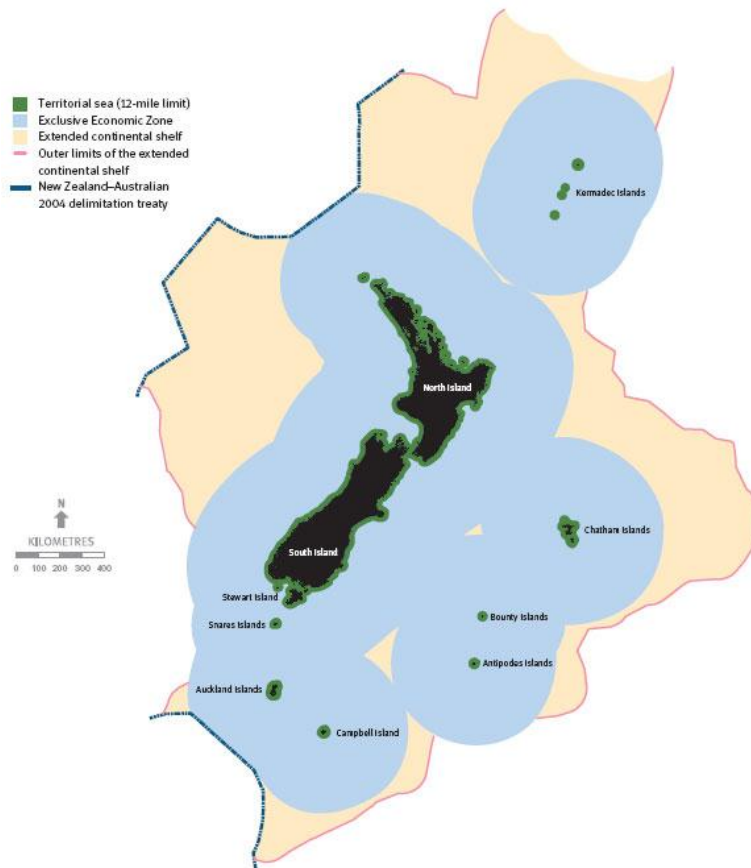 Territorial sea (12-mile limit)
Exclusive Economic Zone
Extended continental shelf
Outer limits of the extended
continental shelf
New Zealand–Australian
2004 delimitation treaty
Kermadec Islands
North Island
N
KILOMETRES
0 100 200 300 400
Chatham Islands
South Island
Stewart Island
Snares Islands
Bounty Islands
Antipodes Islands
Auckland Islands
Campbell Island